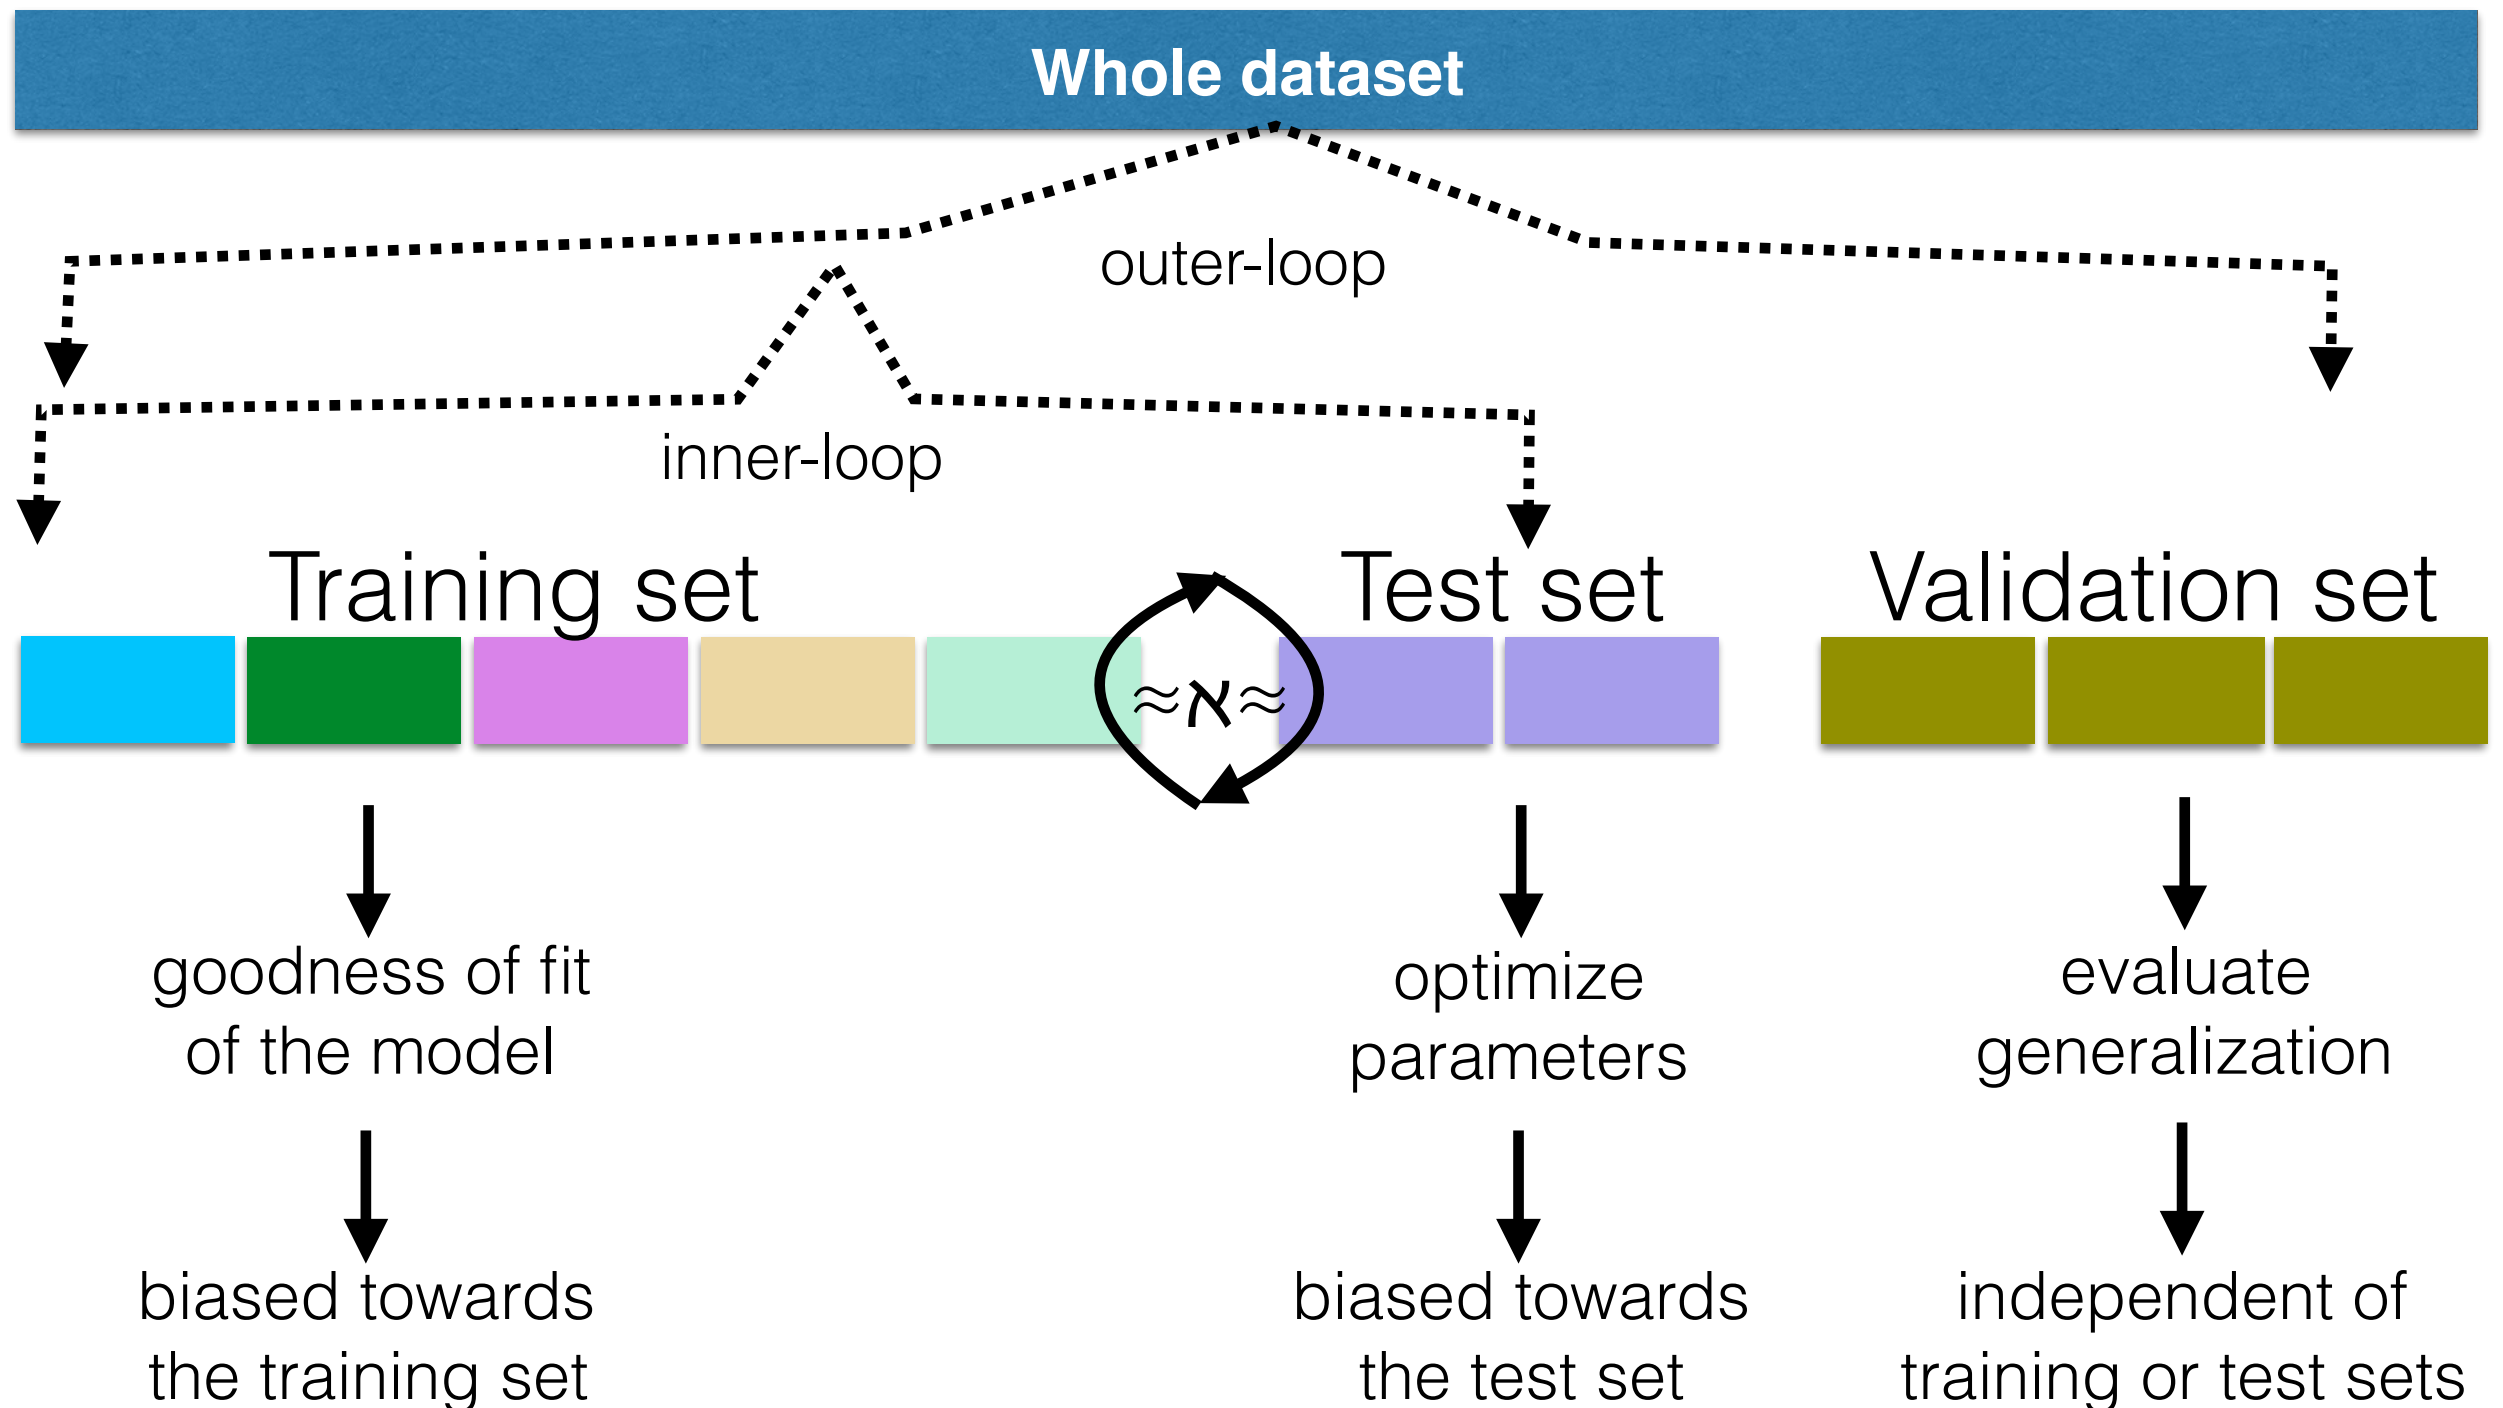 Whole dataset
outer-loop
inner-loop
Training set
Test set
Validation set
≈א≈
goodness of fit
of the model
optimize
parameters
evaluate
generalization
biased towards
the training set
biased towards
the test set
independent of
training or test sets